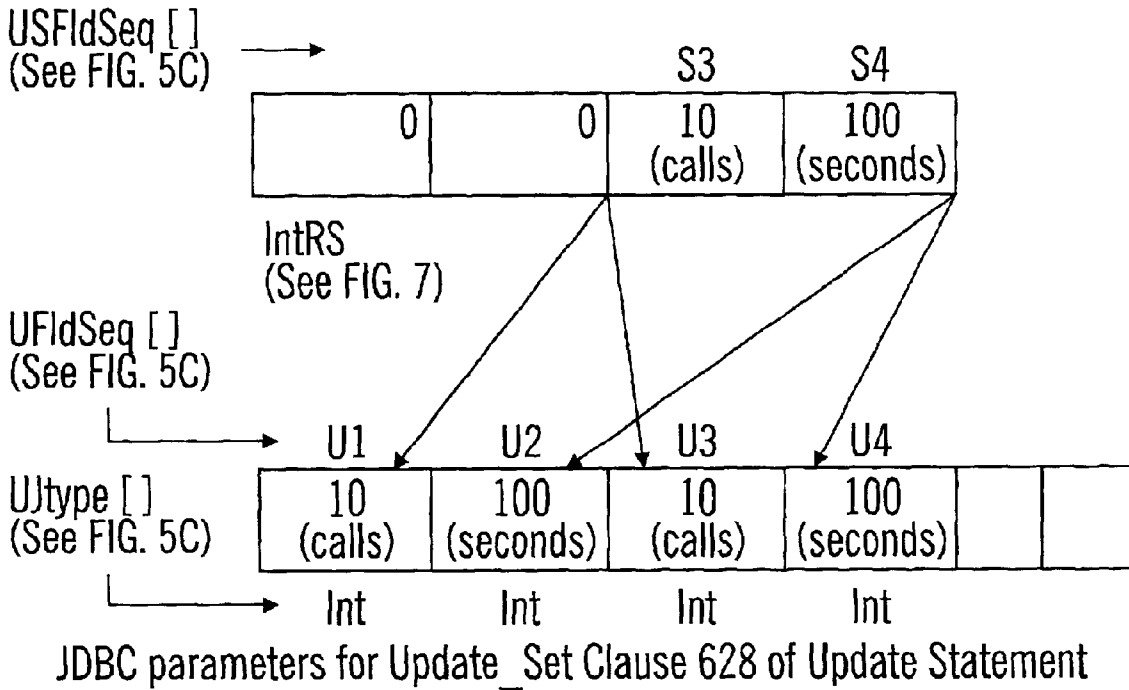 USFldSeq [ ]
(See FIG. 5C)
S3 S4
0 0 10 100
(calls) (seconds)
IntRS
(See FIG. 7)
UFldSeq [ ]
(See FIG. 5C)
U1 U2 U3 U4
UJtype [ ]
(See FIG. 5C)
10 100 10 100
(calls) (seconds) (calls) (seconds)
Int Int Int Int
JDBC parameters for Update_Set Clause 628 of Update Statement